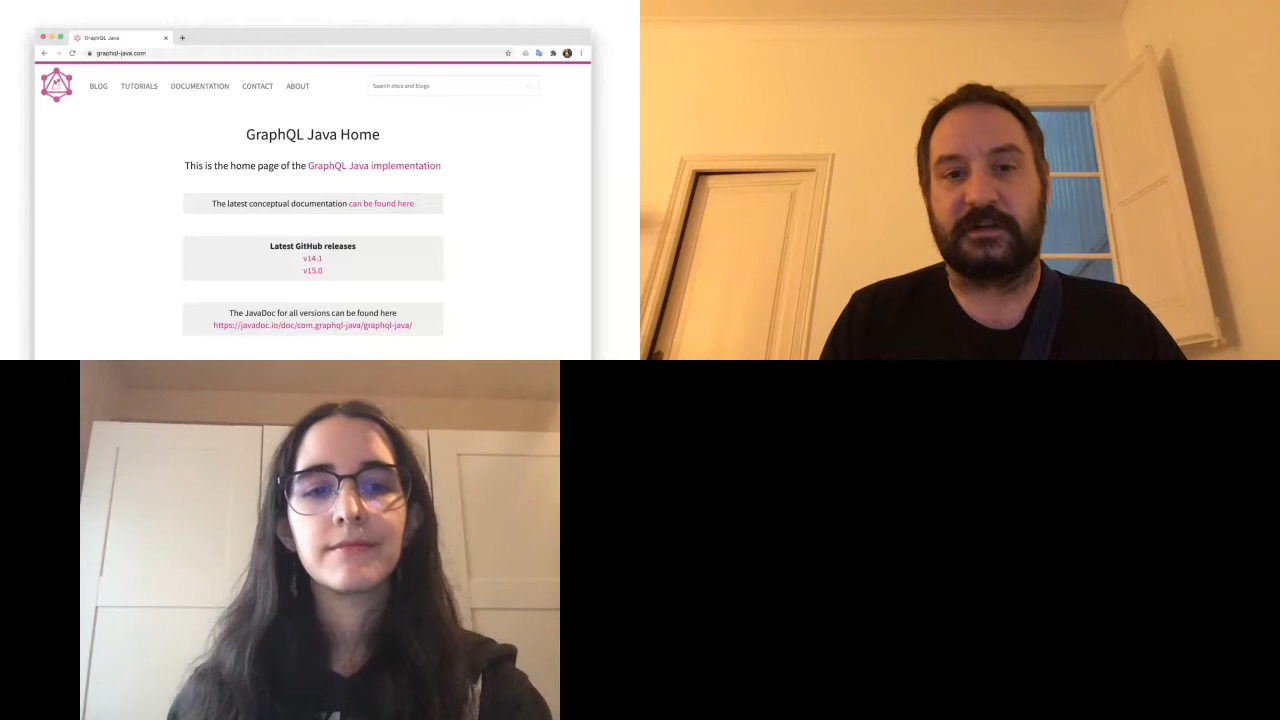 GraphQL Java
graphql-java.com
BLOG TUTORIALS DOCUMENTATION CONTACT ABOUT
Search docs and blogs
GraphQL Java Home
This is the home page of the GraphQL Java implementation
The latest conceptual documentation can be found here
Latest GitHub releases
v14.1
v15.0
The JavaDoc for all versions can be found here
https://javadoc.io/doc/com.graphql-java/graphql-java/